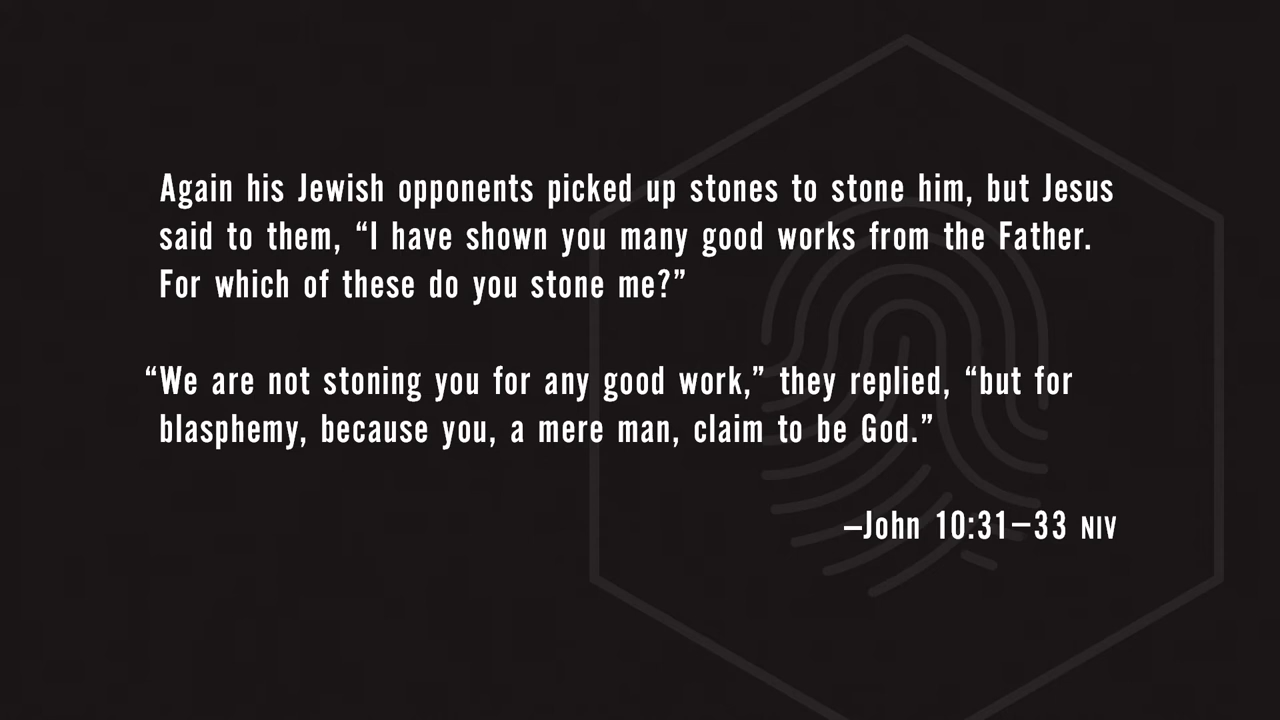 Again his Jewish opponents picked up stones to stone him, but Jesus
said to them, “I have shown you many good works from the Father.
For which of these do you stone me?”
“We are not stoning you for any good work,” they replied, “but for
blasphemy, because you, a mere man, claim to be God.”
–John 10:31–33 NIV